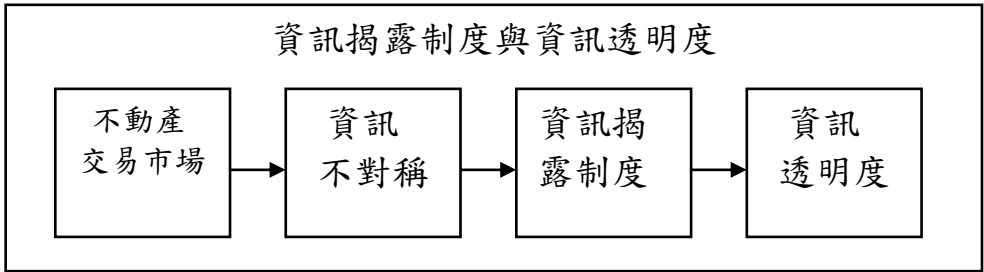 資訊揭露制度與資訊透明度
不動產
交易市場
資訊
不對稱
資訊揭
露制度
資訊
透明度